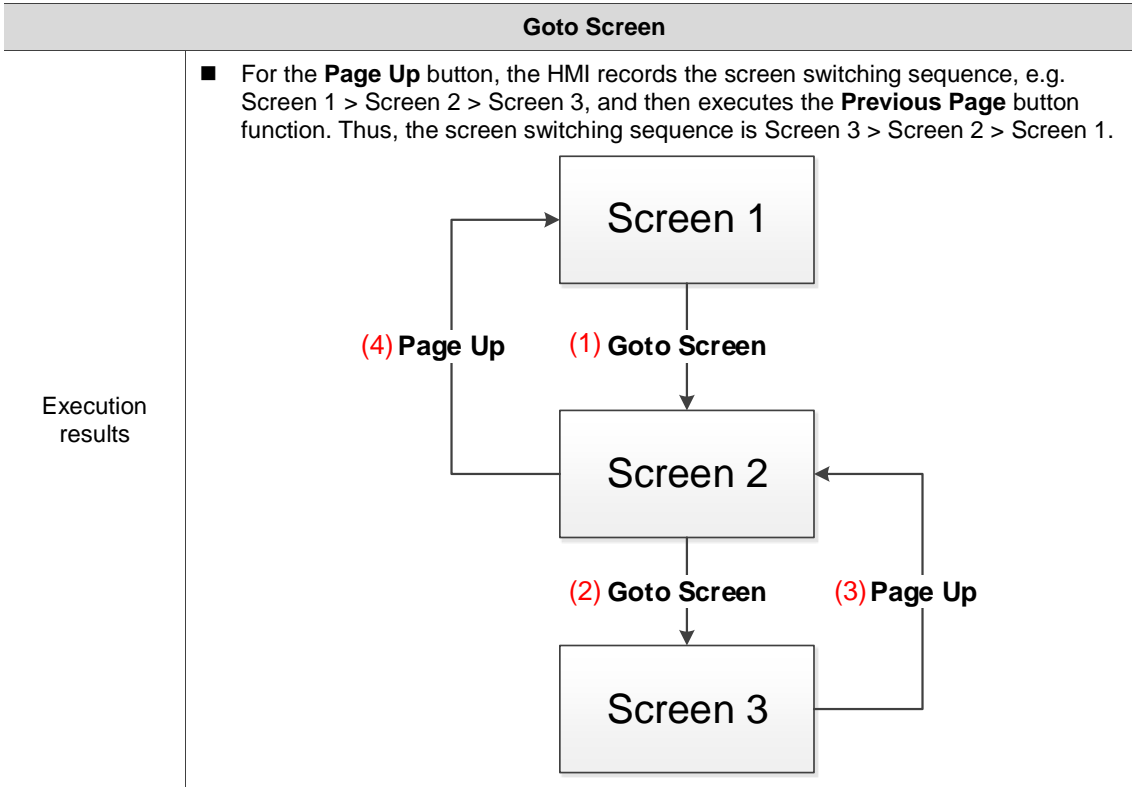 Goto Screen
■ For the Page Up button, the HMI records the screen switching sequence, e.g.
Screen 1 > Screen 2 > Screen 3, and then executes the Previous Page button
function. Thus, the screen switching sequence is Screen 3 > Screen 2 > Screen 1.
Execution
results
Screen 1
(4) Page Up
(1) Goto Screen
Screen 2
(2) Goto Screen
(3) Page Up
Screen 3